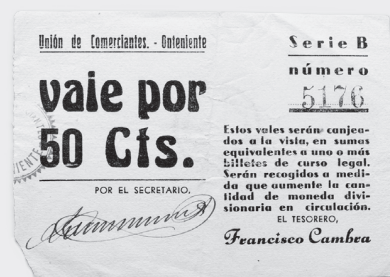 Unión de Comerciantes. - Onteniente
vale por
50 Cts.
POR EL SECRETARIO,
Serie B
número
5176
Estos vales serán canjea-
dos a la vista, en sumas
equivalentes a uno o más
billetes de curso legal.
Serán recogidos a medi-
da que aumente la can-
tidad de moneda divi-
sionaria en circulación.
EL TESORERO,
Francisco Cambra